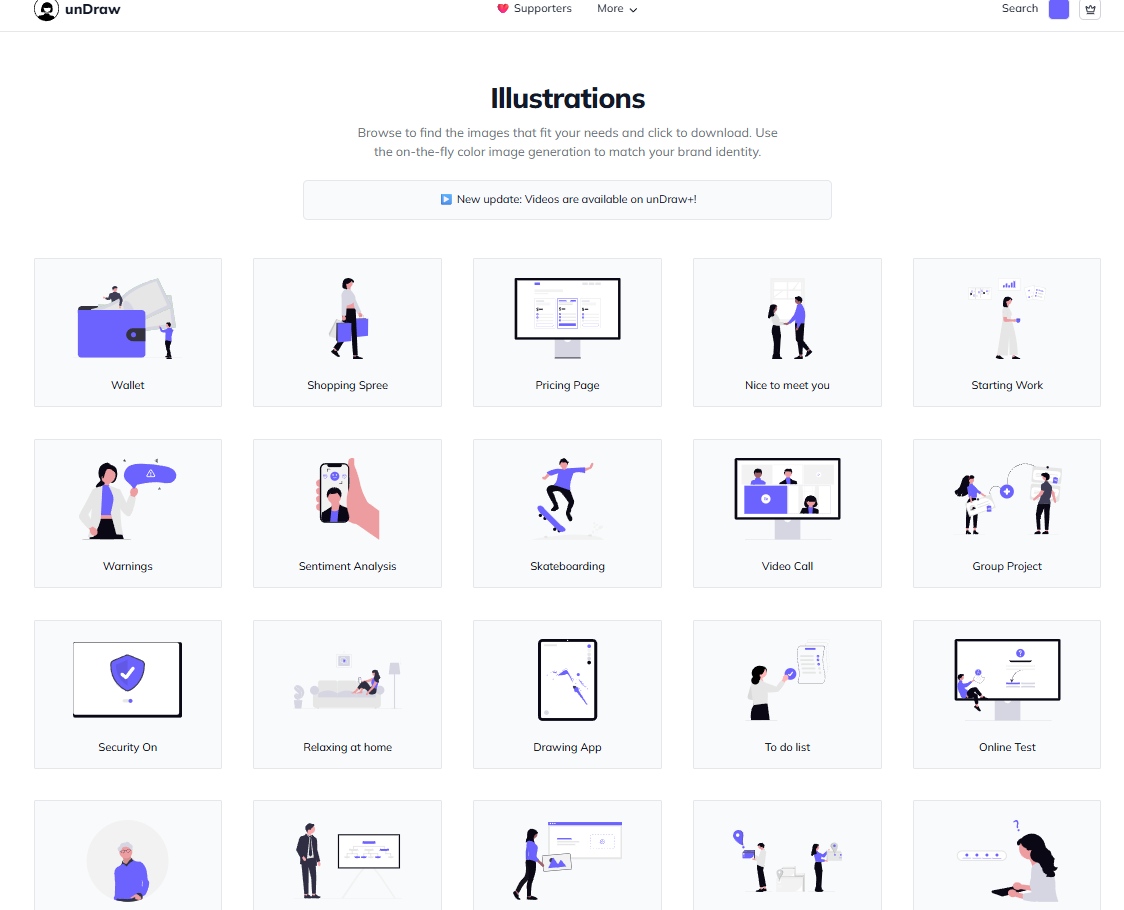 unDraw
Supporters
More
Search
Illustrations
Browse to find the images that fit your needs and click to download. Use
the on-the-fly color image generation to match your brand identity.
New update: Videos are available on unDraw+!
Wallet
Shopping Spree
Pricing Page
Nice to meet you
Starting Work
Warnings
Sentiment Analysis
Skateboarding
Video Call
Group Project
Security On
Relaxing at home
Drawing App
To do list
Online Test